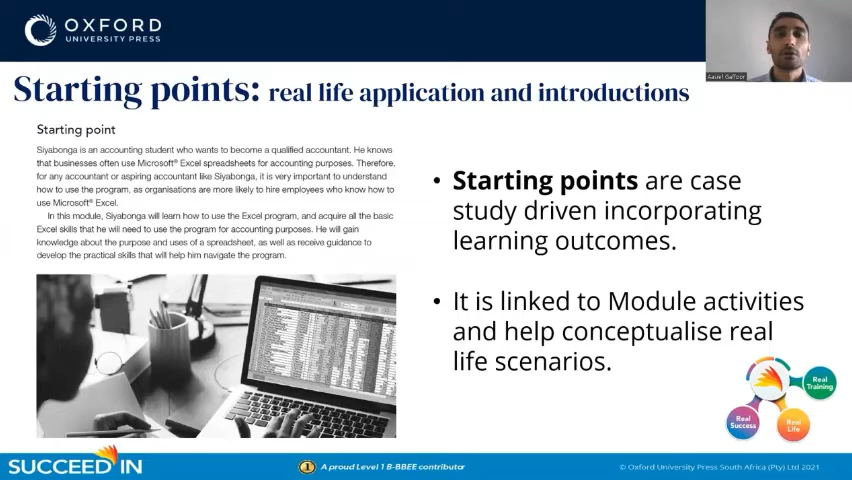 OXFORD
UNIVERSITY PRESS
Aasief Gaffoor
Starting points: real life application and introductions
Starting point
Siyabonga is an accounting student who wants to become a qualified accountant. He knows
that businesses often use Microsoft® Excel spreadsheets for accounting purposes. Therefore,
for any accountant or aspiring accountant like Siyabonga, it is very important to understand
how to use the program, as organisations are more likely to hire employees who know how to
use Microsoft® Excel.
In this module, Siyabonga will learn how to use the Excel program, and acquire all the basic
Excel skills that he will need to use the program for accounting purposes. He will gain
knowledge about the purpose and uses of a spreadsheet, as well as receive guidance to
develop the practical skills that will help him navigate the program.
• Starting points are case
study driven incorporating
learning outcomes.
• It is linked to Module activities
and help conceptualise real
life scenarios.
Real
Training
Real
Success
Real
Life
SUCCEED IN
1 A proud Level 1 B-BBEE contributor
© Oxford University Press South Africa (Pty) Ltd 2021